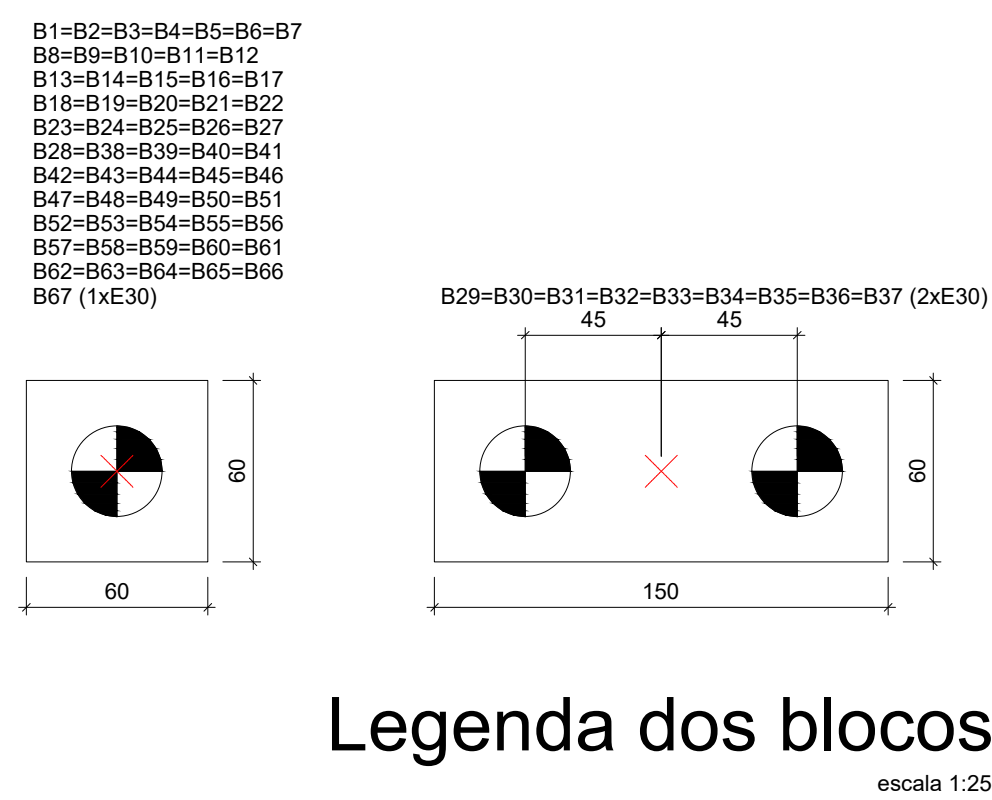 B1=B2=B3=B4=B5=B6=B7
B8=B9=B10=B11=B12
B13=B14=B15=B16=B17
B18=B19=B20=B21=B22
B23=B24=B25=B26=B27
B28=B38=B39=B40=B41
B42=B43=B44=B45=B46
B47=B48=B49=B50=B51
B52=B53=B54=B55=B56
B57=B58=B59=B60=B61
B62=B63=B64=B65=B66
B67 (1xE30)
B29=B30=B31=B32=B33=B34=B35=B36=B37 (2xE30)
45 45
60
60
60
150
Legenda dos blocos
escala 1:25